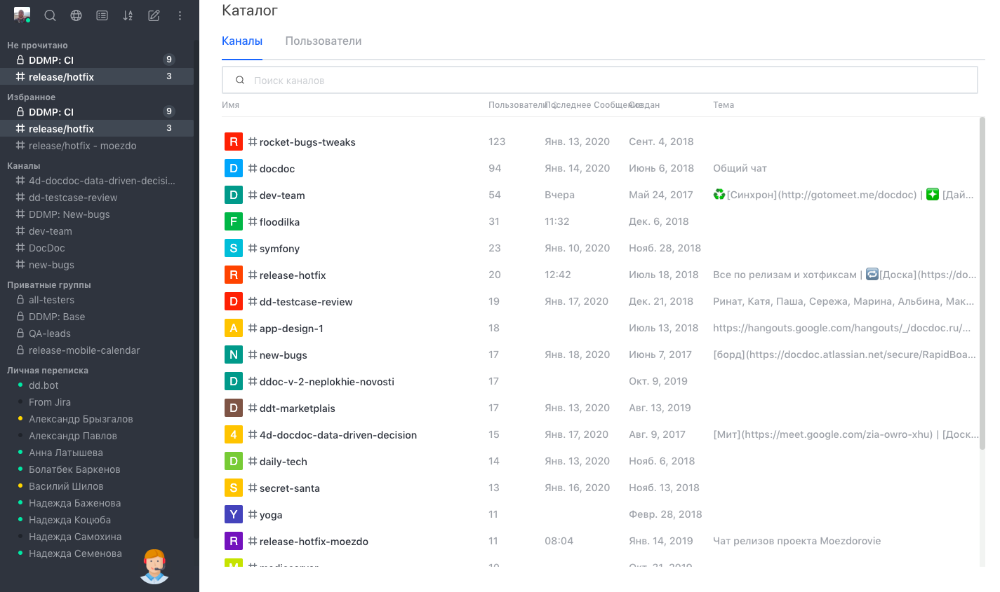 Не прочитано
DDMP: CI 9
release/hotfix 3
Избранное
DDMP: CI 9
release/hotfix 3
release/hotfix - moezdo
Каналы
4d-docdoc-data-driven-decisi...
dd-testcase-review
DDMP: New-bugs
dev-team
DocDoc
new-bugs
Приватные группы
all-testers
DDMP: Base
QA-leads
release-mobile-calendar
Личная переписка
dd.bot
From Jira
Александр Брызгалов
Александр Павлов
Анна Латышева
Болатбек Баркенов
Василий Шилов
Надежда Баженова
Надежда Коцюба
Надежда Самохина
Надежда Семенова
Каталог
Каналы Пользователи
Поиск каналов
Имя Пользователи Последнее Сообщение Создан Тема
R # rocket-bugs-tweaks 123 Янв. 13, 2020 Сент. 4, 2018
D # docdoc 94 Янв. 14, 2020 Июнь 6, 2018 Общий чат
D # dev-team 54 Вчера Май 24, 2017 ♻️[Синхрон](http://gotomeet.me/docdoc) | ❇️ [Дай...
F # floodilka 31 11:32 Дек. 6, 2018
S # symfony 23 Янв. 10, 2020 Нояб. 28, 2018
R # release-hotfix 20 12:42 Июль 18, 2018 Все по релизам и хотфиксам | 🔁[Доска](https://do...
D # dd-testcase-review 19 Янв. 17, 2020 Дек. 21, 2018 Ринат, Катя, Паша, Сережа, Марина, Альбина, Мак...
A # app-design-1 18 Июль 13, 2018 https://hangouts.google.com/hangouts/_/docdoc.ru/...
N # new-bugs 17 Янв. 18, 2020 Июнь 7, 2017 [борд](https://docdoc.atlassian.net/secure/RapidBoa...
D # ddoc-v-2-neplokhie-novosti 17 Окт. 9, 2019
D # ddt-marketplais 17 Янв. 13, 2020 Авг. 13, 2019
4 # 4d-docdoc-data-driven-decision 15 Янв. 17, 2020 Авг. 9, 2017 [Мит](https://meet.google.com/zia-owro-xhu) | [Доск...
D # daily-tech 14 Янв. 13, 2020 Нояб. 6, 2018
S # secret-santa 13 Янв. 16, 2020 Нояб. 13, 2018
Y # yoga 11 Февр. 28, 2018
R # release-hotfix-moezdo 11 08:04 Янв. 14, 2019 Чат релизов проекта Moezdorovie